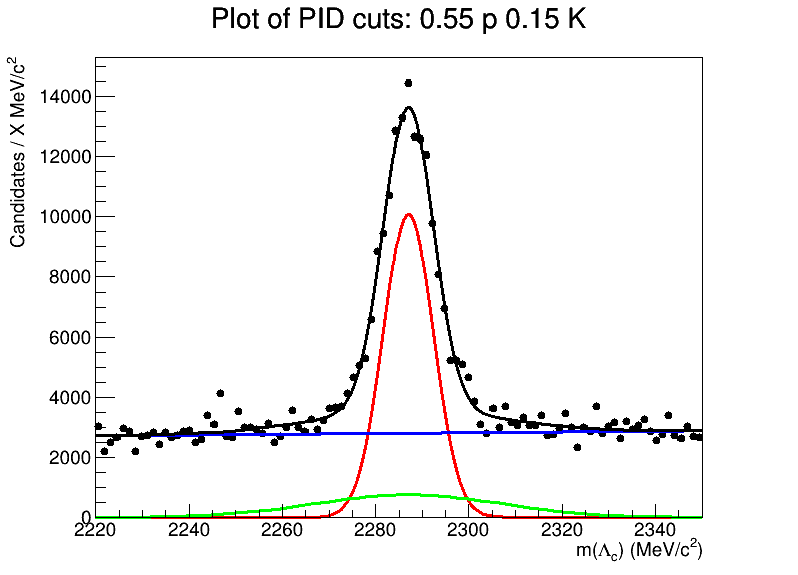 Plot of PID cuts: 0.55 p 0.15 K
Candidates / X MeV/c²
14000
12000
10000
8000
6000
4000
2000
0
2220 2240 2260 2280 2300 2320 2340
m(Λc) (MeV/c²)